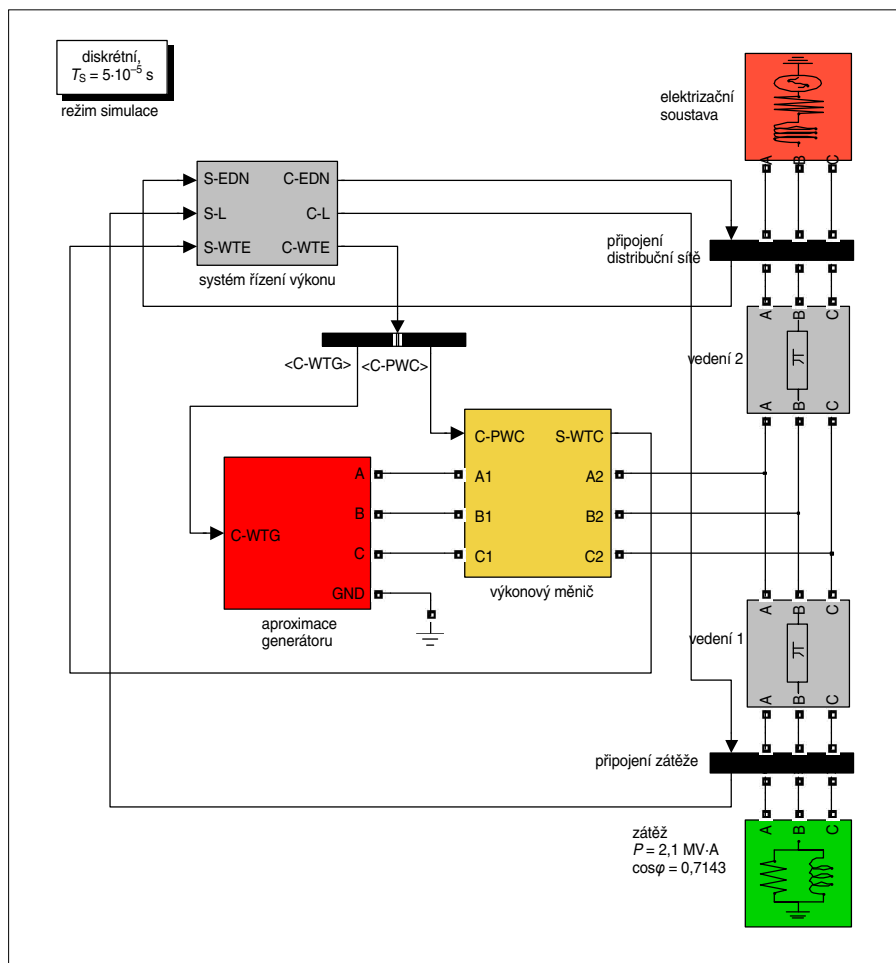 diskrétní,
T_S = 5·10⁻⁵ s
režim simulace
elektrizační
soustava
A B C
S-EDN C-EDN
S-L C-L
S-WTE C-WTE
systém řízení výkonu
připojení
distribuční sítě
A B C
vedení 2
A B C
<C-WTG> <C-PWC>
C-PWC S-WTC
A1 A2
B1 B2
C1 C2
výkonový měnič
A
B
C-WTG
C
GND
aproximace
generátoru
A B C
vedení 1
π
A B C
π
připojení zátěže
A B C
zátěž
P = 2,1 MV·A
cosφ = 0,7143